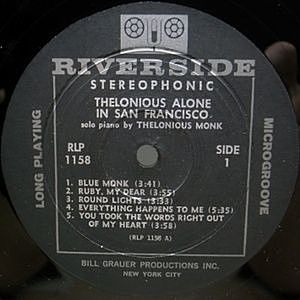 RIVERSIDE
STEREOPHONIC
THELONIOUS ALONE
IN SAN FRANCISCO
solo piano by THELONIOUS MONK
RLP
1158
SIDE
1
LONG PLAYING
MICROGROOVE
1. BLUE MONK (3:41)
2. RUBY, MY DEAR (3:55)
3. ROUND LIGHTS (3:33)
4. EVERYTHING HAPPENS TO ME (5:35)
5. YOU TOOK THE WORDS RIGHT OUT
OF MY HEART (3:58)
(RLP 1158 A)
BILL GRAUER PRODUCTIONS INC.
NEW YORK CITY